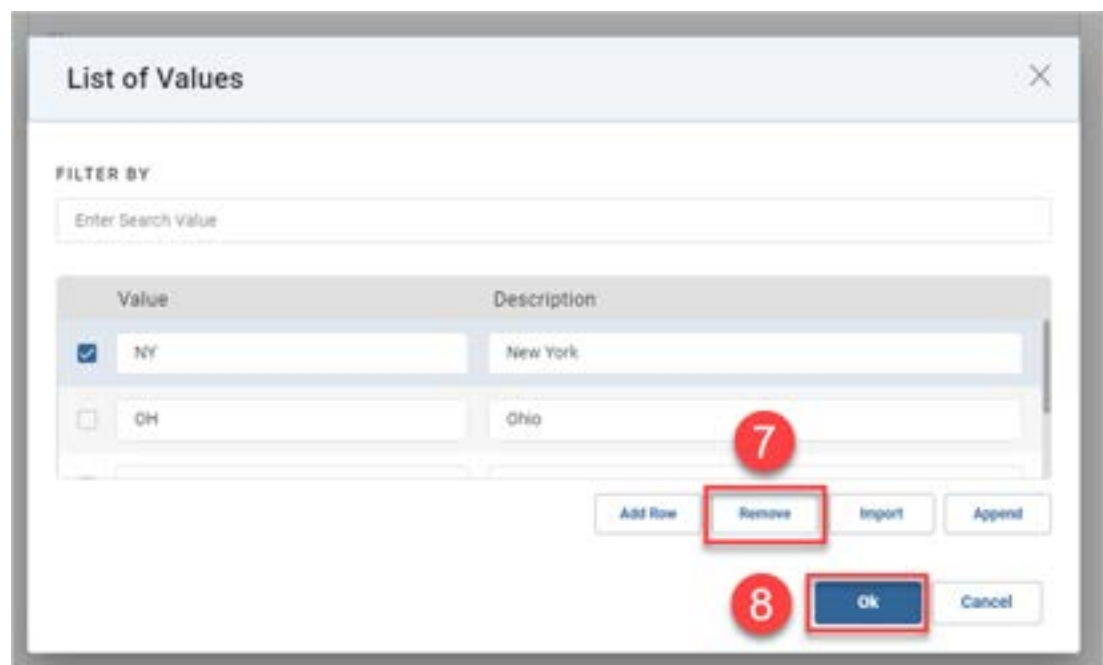 List of Values
FILTER BY
Enter Search Value
Value Description
NY New York
OH Ohio
7
Add Row Remove Import Append
8 Ok Cancel